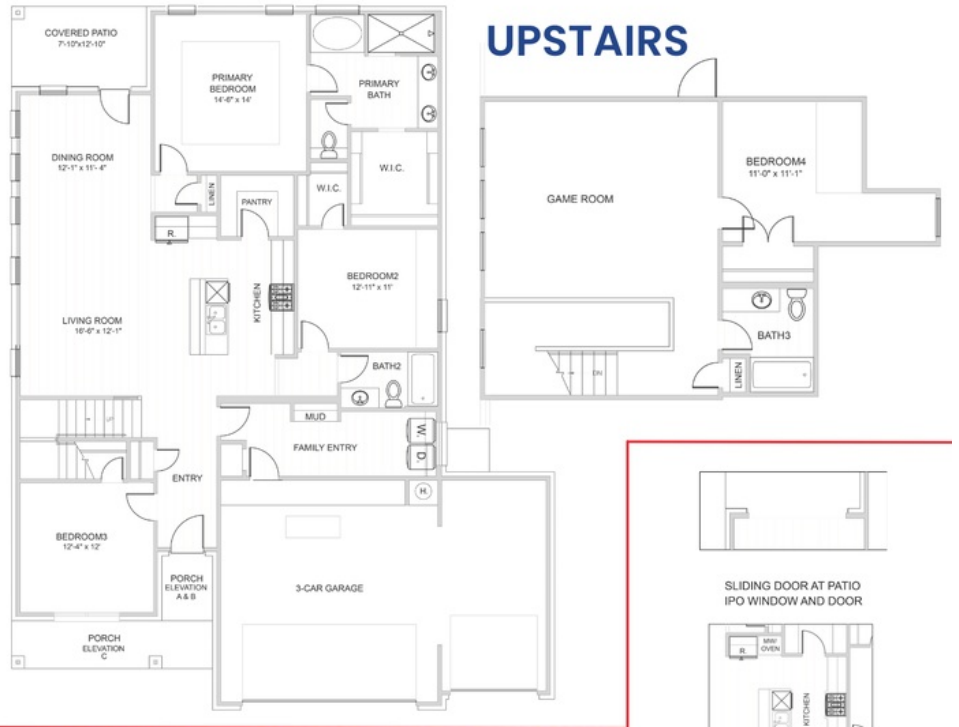 UPSTAIRS
COVERED PATIO
7'-10"x12'-10"
PRIMARY
BEDROOM
14'-6" x 14'
PRIMARY
BATH
DINING ROOM
12'-1" x 11'- 4"
W.I.C.
W.I.C.
LINEN
PANTRY
R.
KITCHEN
BEDROOM2
12'-11" x 11'
LIVING ROOM
16'-6" x 12'-1"
BATH2
MUD
W.
D.
FAMILY ENTRY
ENTRY
H.
BEDROOM3
12'-4" x 12'
PORCH
ELEVATION
A & B
3-CAR GARAGE
PORCH
ELEVATION
C
GAME ROOM
BEDROOM4
11'-0" x 11'-1"
BATH3
LINEN
DN
SLIDING DOOR AT PATIO
IPO WINDOW AND DOOR
R.
MW/
OVEN
KITCHEN